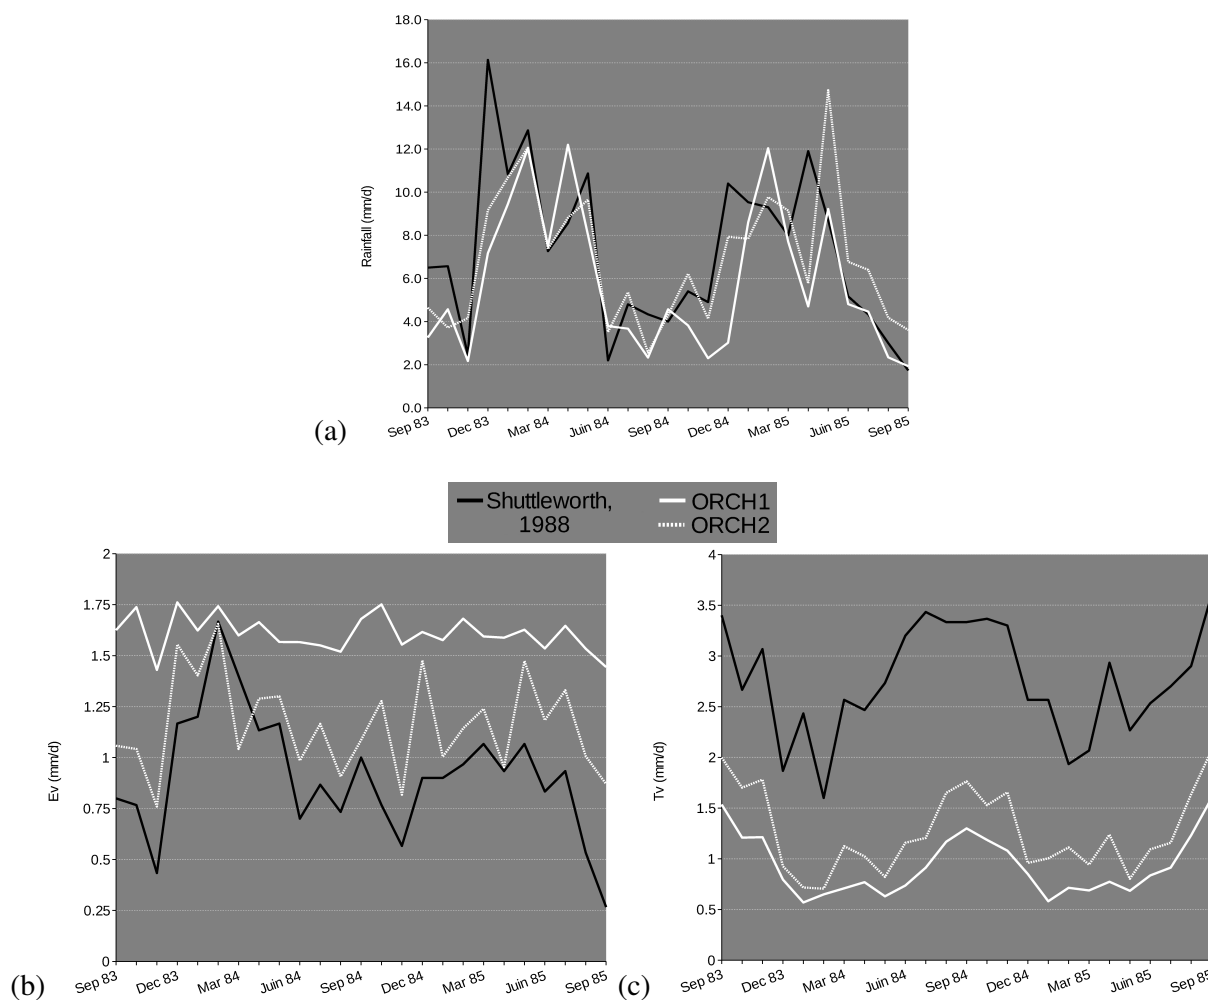 18.0
16.0
14.0
12.0
10.0
8.0
6.0
4.0
2.0
0.0
Rainfall (mm/d)
Sep 83 Dec 83 Mar 84 Juin 84 Sep 84 Dec 84 Mar 85 Juin 85 Sep 85
(a)
Shuttleworth, 1988
ORCH1
ORCH2
2
1.75
1.5
1.25
1
0.75
0.5
0.25
0
Ev (mm/d)
Sep 83 Dec 83 Mar 84 Juin 84 Sep 84 Dec 84 Mar 85 Juin 85 Sep 85
(b)
4
3.5
3
2.5
2
1.5
1
0.5
0
Tv (mm/d)
Sep 83 Dec 83 Mar 84 Juin 84 Sep 84 Dec 84 Mar 85 Juin 85 Sep 85
(c)